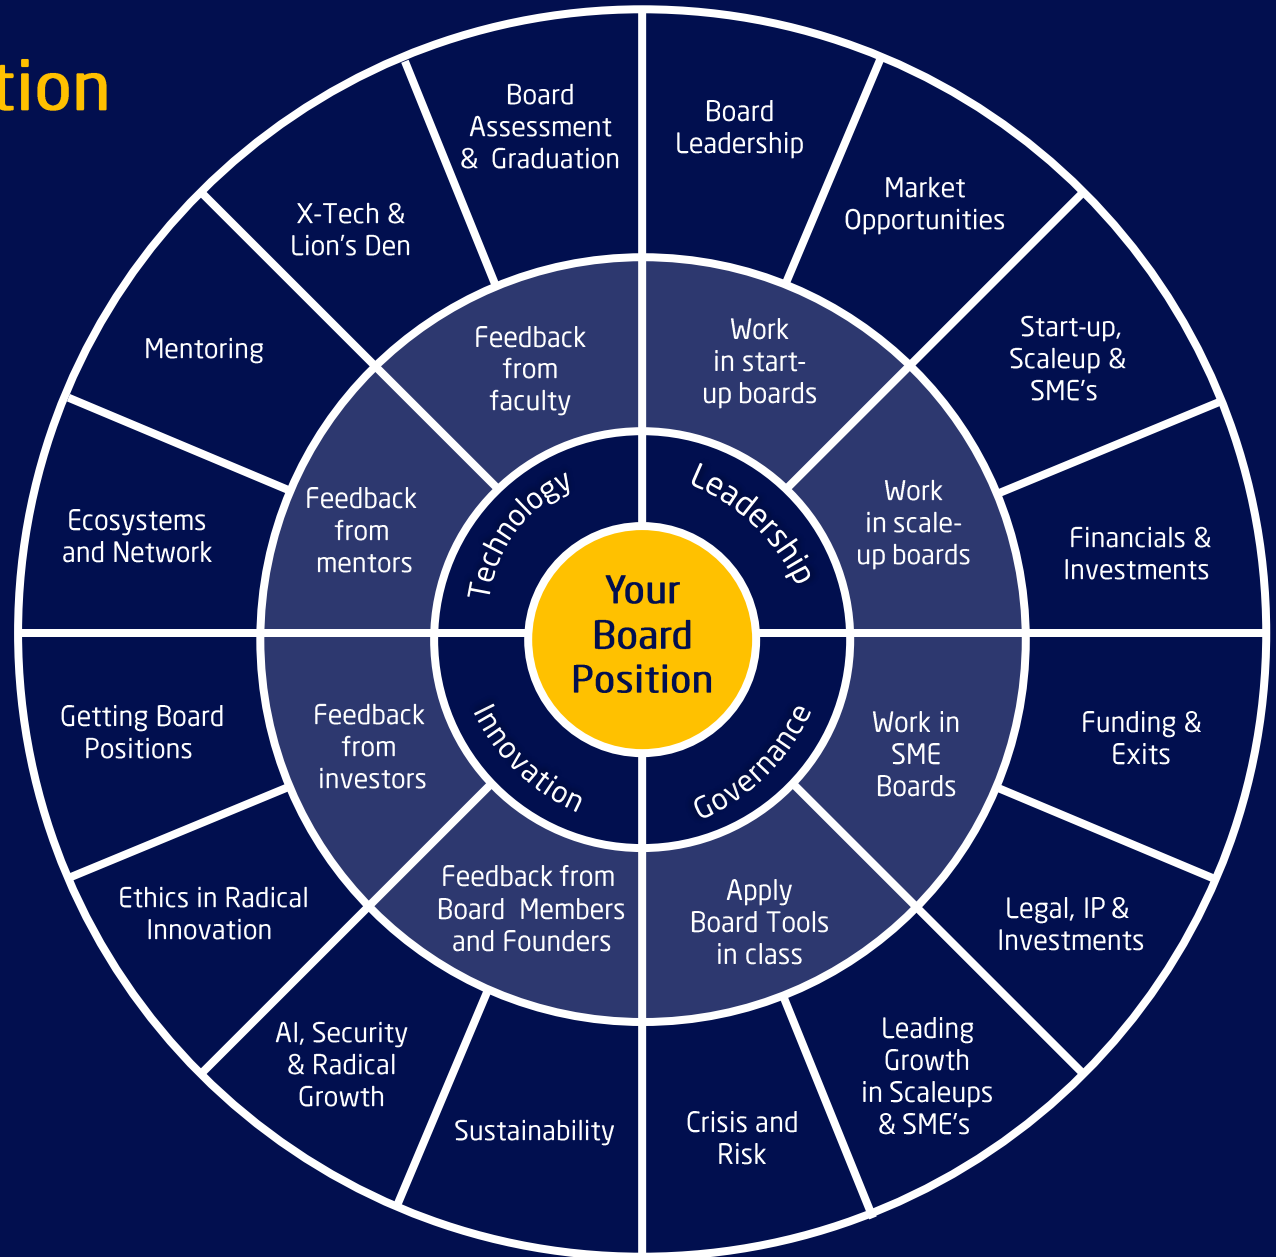 tion
Board
Assessment
&  Graduation
Board
Leadership
Market
Opportunities
Start-up,
Scaleup &
SME's
Financials &
Investments
Funding &
Exits
Legal, IP &
Investments
Leading
Growth
in Scaleups
& SME's
Crisis and
Risk
Sustainability
AI, Security
& Radical
Growth
Ethics in Radical
Innovation
Getting Board
Positions
Ecosystems
and Network
Mentoring
X-Tech &
Lion's Den
Feedback
from
faculty
Work
in start-
up boards
Work
in scale-
up boards
Work in
SME
Boards
Apply
Board Tools
in class
Feedback from
Board  Members
and Founders
Feedback
from
investors
Feedback
from
mentors
Technology
Leadership
Governance
Innovation
Your
Board
Position